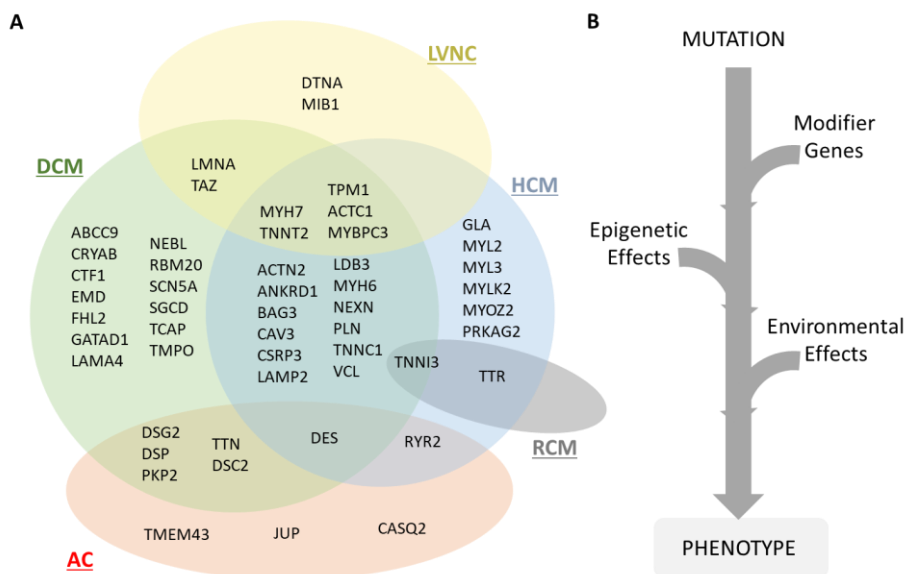 A
LVNC
DTNA
MIB1
DCM
LMNA
TAZ
HCM
TPM1
ACTC1
MYBPC3
MYH7
TNNT2
ABCC9
CRYAB
CTF1
EMD
FHL2
GATAD1
LAMA4
NEBL
RBM20
SCN5A
SGCD
TCAP
TMPO
ACTN2
ANKRD1
BAG3
CAV3
CSRP3
LAMP2
LDB3
MYH6
NEXN
PLN
TNNC1
VCL
GLA
MYL2
MYL3
MYLK2
MYOZ2
PRKAG2
TNNI3
TTR
RCM
DSG2
DSP
PKP2
TTN
DSC2
DES
RYR2
TMEM43
JUP
CASQ2
AC
B
MUTATION
Modifier
Genes
Epigenetic
Effects
Environmental
Effects
PHENOTYPE